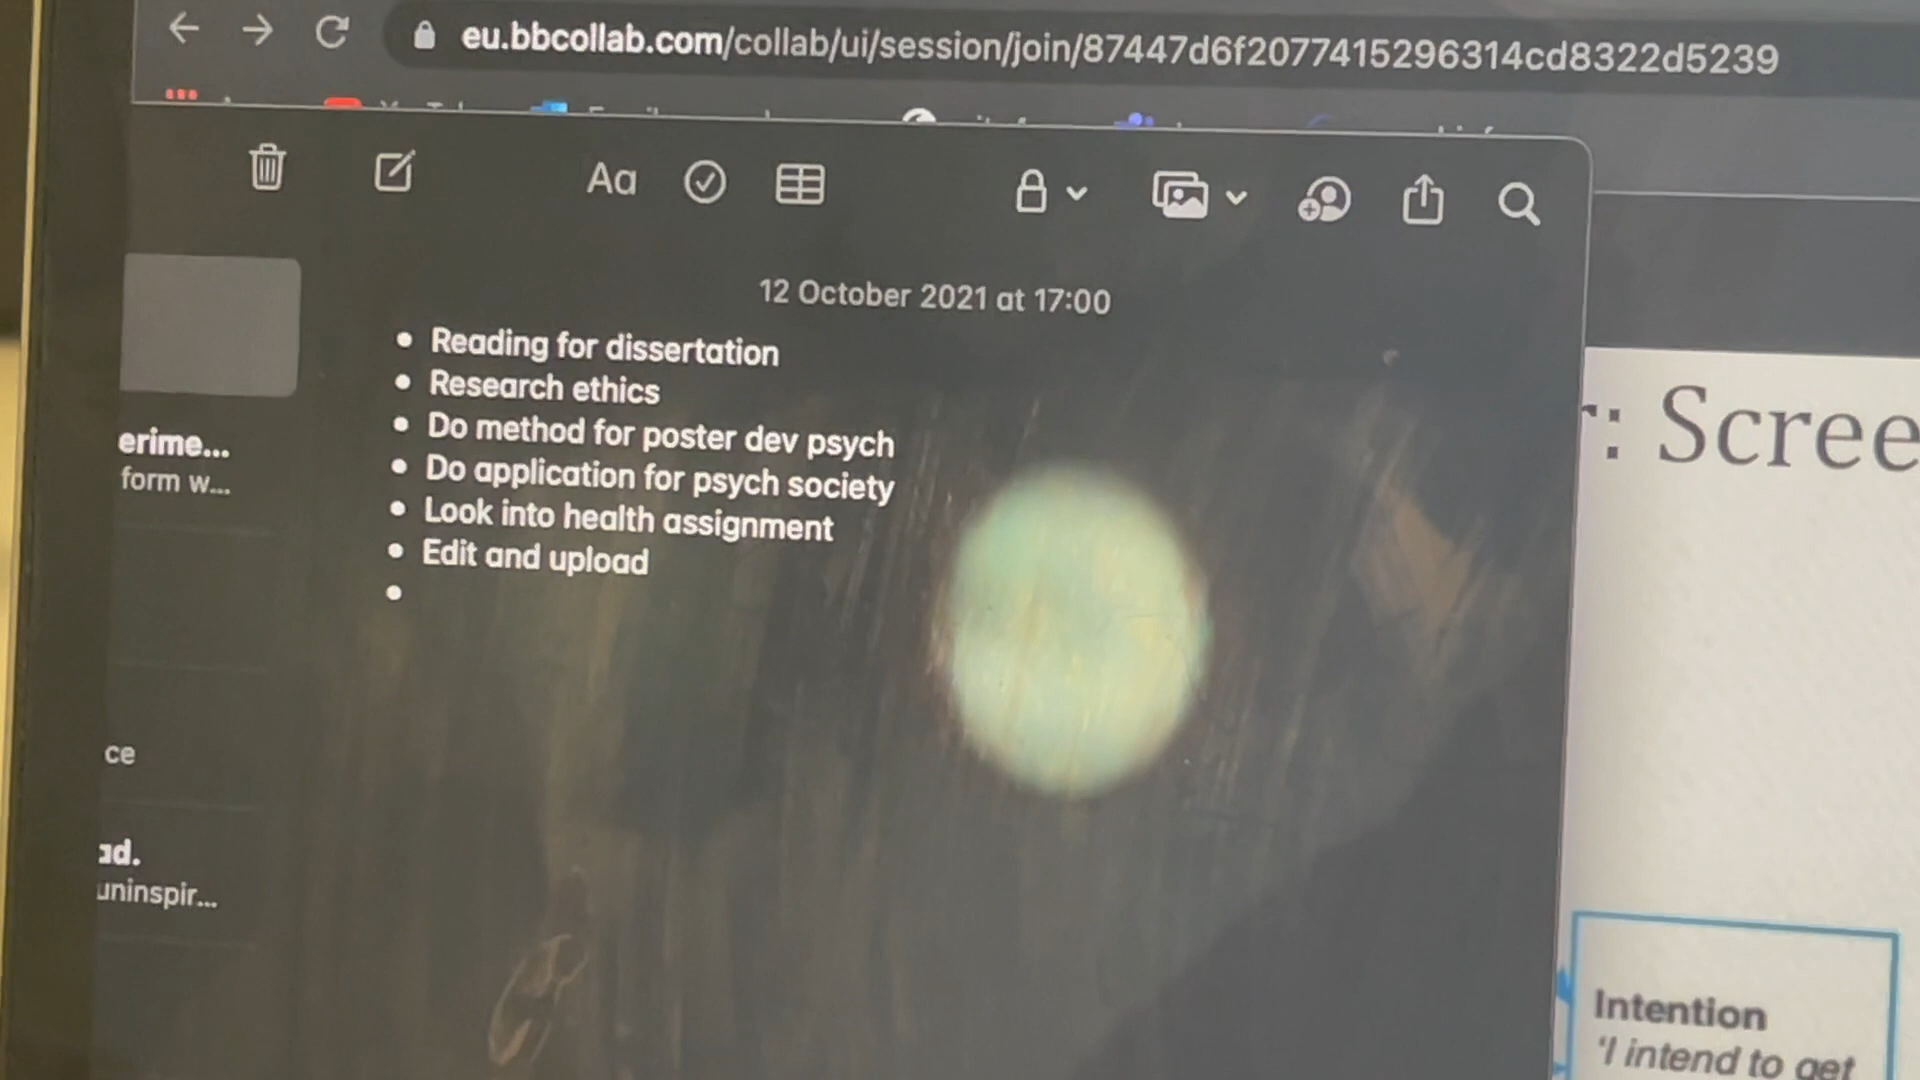 eu.bbcollab.com/collab/ui/session/join/87447d6f2077415296314cd8322d5239
Aa
12 October 2021 at 17:00
• Reading for dissertation
• Research ethics
• Do method for poster dev psych
• Do application for psych society
• Look into health assignment
• Edit and upload
•
erime...
form w...
ce
ad.
uninspir...
r: Scree
Intention
‘I intend to get